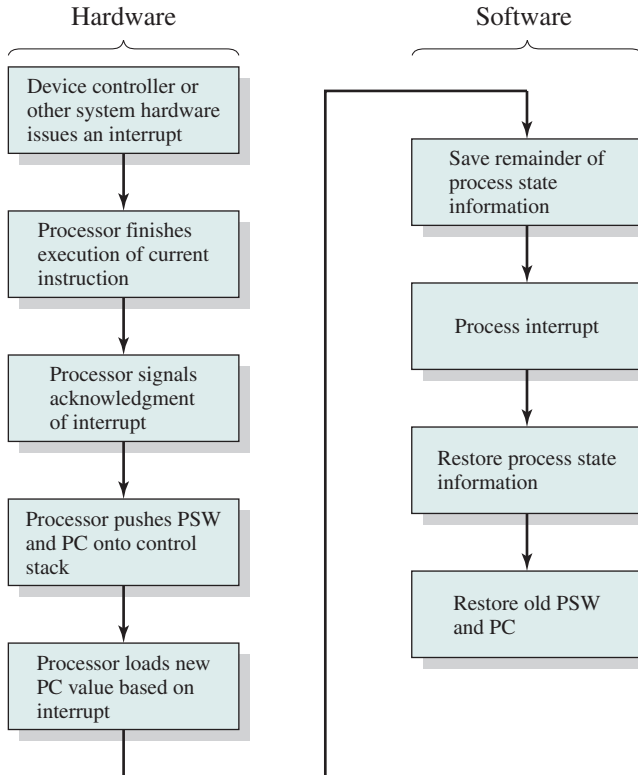 Hardware
Device controller or
other system hardware
issues an interrupt
Processor finishes
execution of current
instruction
Processor signals
acknowledgment
of interrupt
Processor pushes PSW
and PC onto control
stack
Processor loads new
PC value based on
interrupt
Software
Save remainder of
process state
information
Process interrupt
Restore process state
information
Restore old PSW
and PC